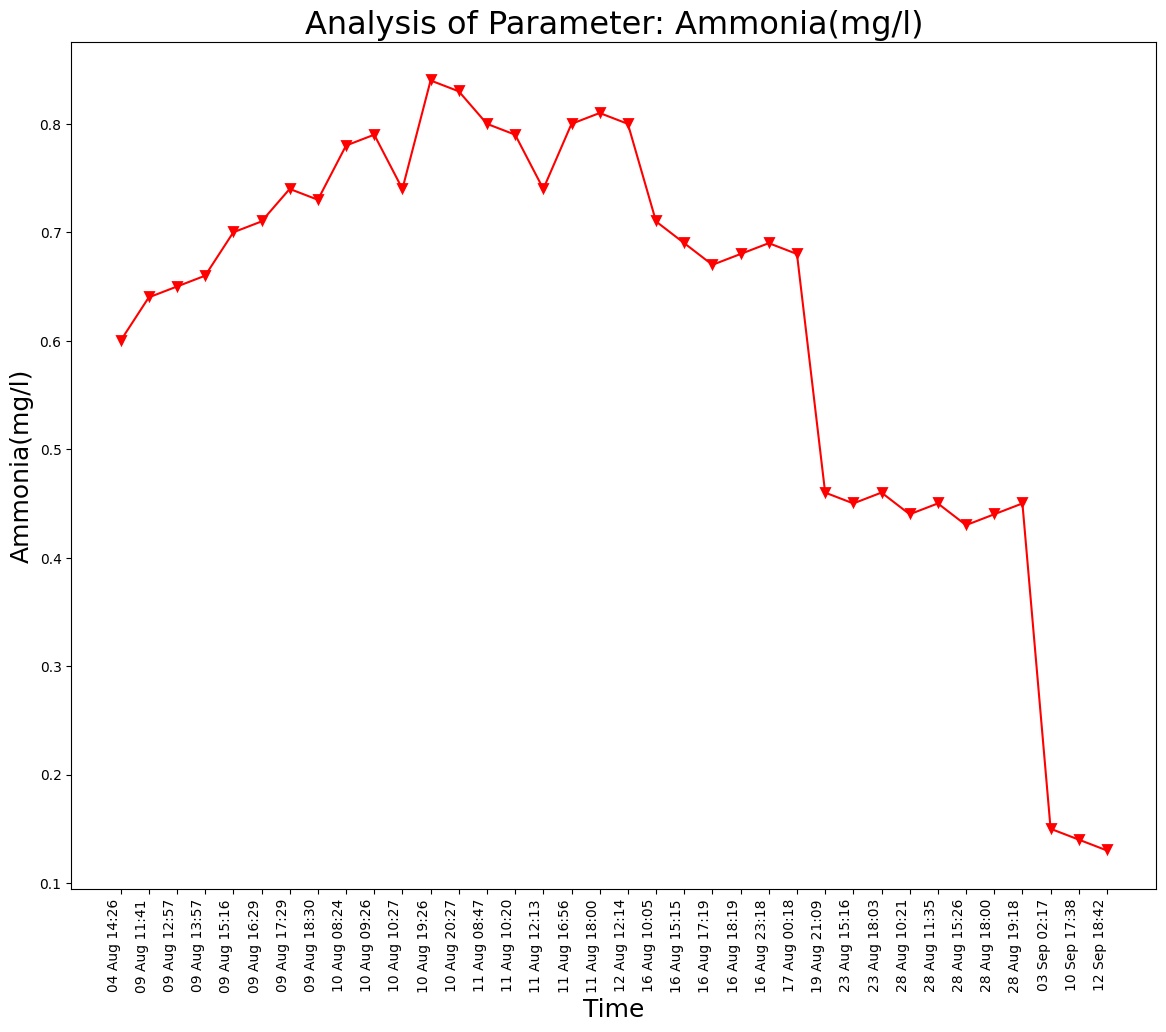 Analysis of Parameter: Ammonia(mg/l)
Ammonia(mg/l)
0.8
0.7
0.6
0.5
0.4
0.3
0.2
0.1
04 Aug 14:26
09 Aug 11:41
09 Aug 12:57
09 Aug 13:57
09 Aug 15:16
09 Aug 16:29
09 Aug 17:29
09 Aug 18:30
10 Aug 08:24
10 Aug 09:26
10 Aug 10:27
10 Aug 19:26
10 Aug 20:27
11 Aug 08:47
11 Aug 10:20
11 Aug 12:13
11 Aug 16:56
11 Aug 18:00
12 Aug 12:14
16 Aug 10:05
16 Aug 15:15
16 Aug 17:19
16 Aug 18:19
16 Aug 23:18
17 Aug 00:18
19 Aug 21:09
23 Aug 15:16
23 Aug 18:03
28 Aug 10:21
28 Aug 11:35
28 Aug 15:26
28 Aug 18:00
28 Aug 19:18
03 Sep 02:17
10 Sep 17:38
12 Sep 18:42
Time